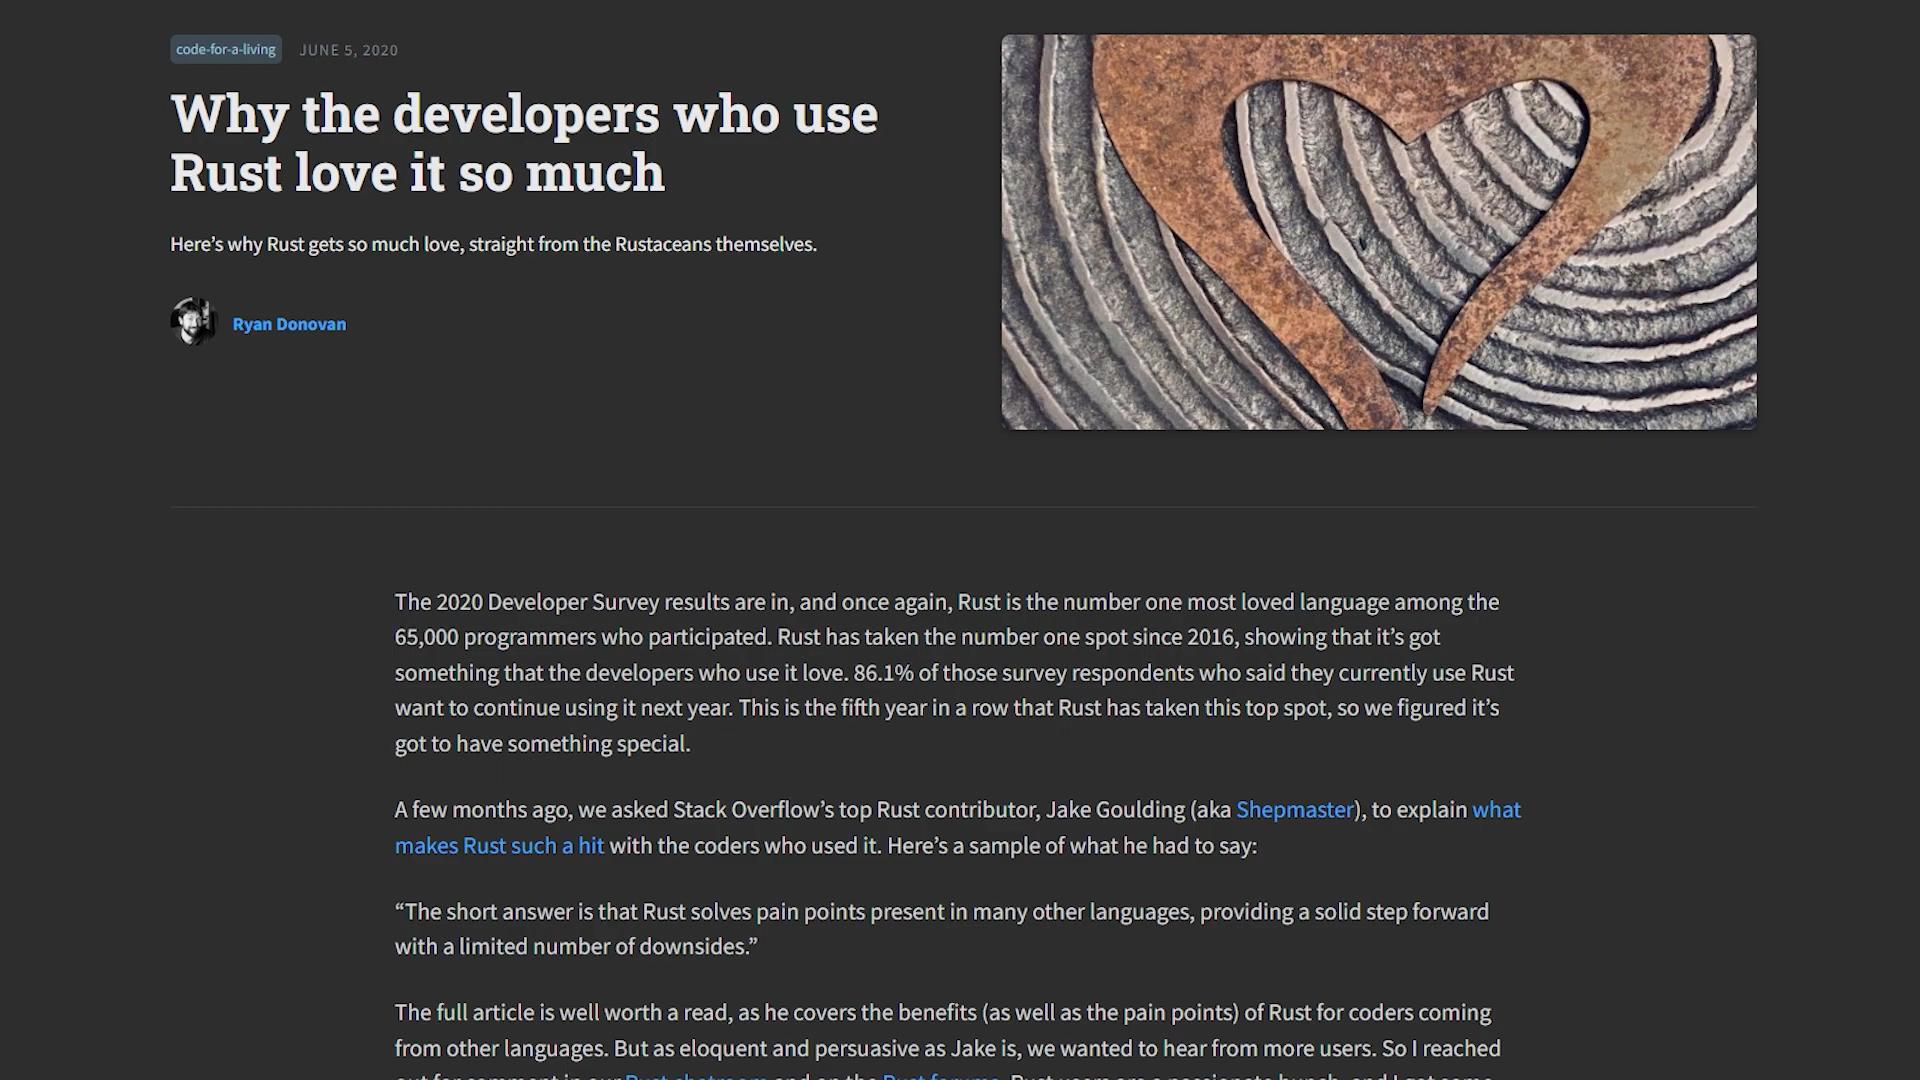 code-for-a-living JUNE 5, 2020
Why the developers who use
Rust love it so much
Here’s why Rust gets so much love, straight from the Rustaceans themselves.
Ryan Donovan
The 2020 Developer Survey results are in, and once again, Rust is the number one most loved language among the
65,000 programmers who participated. Rust has taken the number one spot since 2016, showing that it’s got
something that the developers who use it love. 86.1% of those survey respondents who said they currently use Rust
want to continue using it next year. This is the fifth year in a row that Rust has taken this top spot, so we figured it’s
got to have something special.
A few months ago, we asked Stack Overflow’s top Rust contributor, Jake Goulding (aka Shepmaster), to explain what
makes Rust such a hit with the coders who used it. Here’s a sample of what he had to say:
“The short answer is that Rust solves pain points present in many other languages, providing a solid step forward
with a limited number of downsides.”
The full article is well worth a read, as he covers the benefits (as well as the pain points) of Rust for coders coming
from other languages. But as eloquent and persuasive as Jake is, we wanted to hear from more users. So I reached